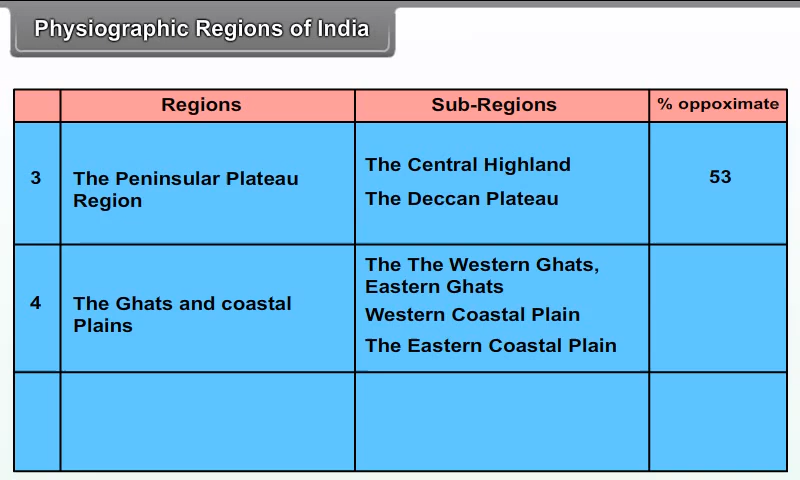 Physiographic Regions of India
Regions
Sub-Regions
% oppoximate
3
The Peninsular Plateau
Region
The Central Highland
The Deccan Plateau
53
4
The Ghats and coastal
Plains
The The Western Ghats,
Eastern Ghats
Western Coastal Plain
The Eastern Coastal Plain